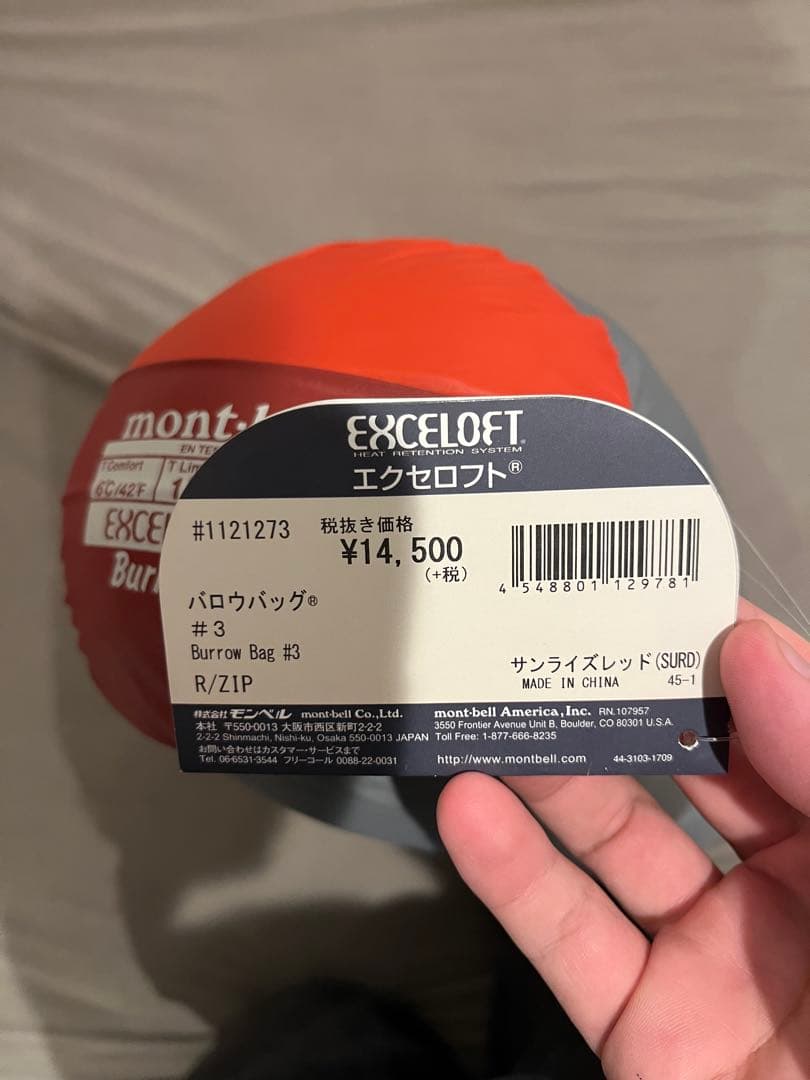 mont
EN TE
T Comfort
T Lim
6℃/42℉
1
EXCE
Bur
EXCELOFT
HEAT RETENTION SYSTEM
エクセロフト®
#1121273
税抜き価格
¥14,500
(+税)
4 548801 129781
バロウバッグ®
#3
Burrow Bag #3
R/ZIP
サンライズレッド(SURD)
MADE IN CHINA 45-1
株式会社モンベル mont-bell Co.,Ltd.
本社 〒550-0013 大阪市西区新町2-2-2
2-2-2 Shinmachi, Nishi-ku, Osaka 550-0013 JAPAN
お問い合わせはカスタマー・サービスまで
Tel. 06-6531-3544 フリーコール 0088-22-0031
mont-bell America, Inc. RN.107957
3550 Frontier Avenue Unit B, Boulder, CO 80301 U.S.A.
Toll Free: 1-877-666-8235
http://www.montbell.com 44-3103-1709